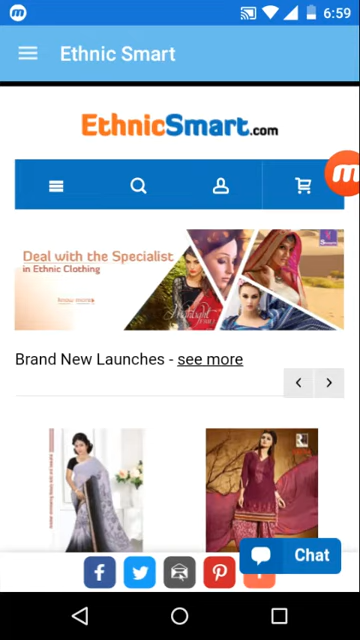 6:59
Ethnic Smart
EthnicSmart.com
Deal with the Specialist
in Ethnic Clothing
Brand New Launches - see more
Chat